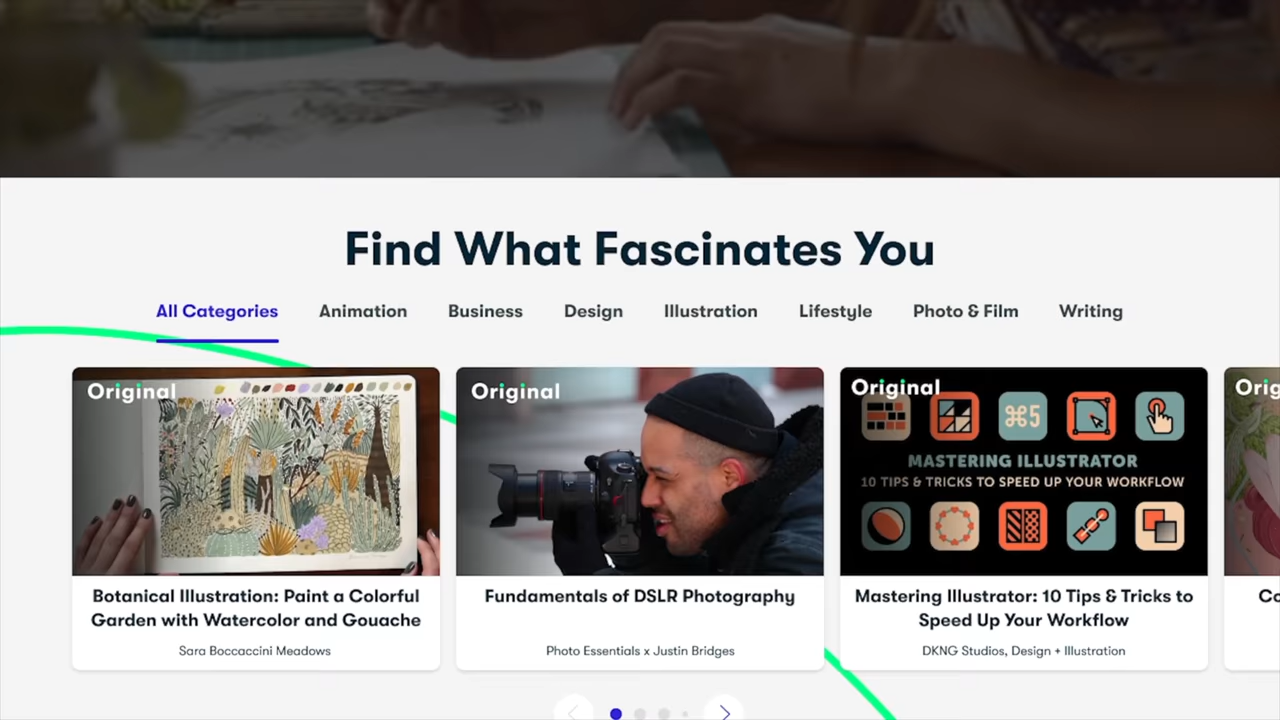 Find What Fascinates You
All Categories Animation Business Design Illustration Lifestyle Photo & Film Writing
Original
Original
Original
⌘5
MASTERING ILLUSTRATOR
10 TIPS & TRICKS TO SPEED UP YOUR WORKFLOW
Orig
Botanical Illustration: Paint a Colorful
Garden with Watercolor and Gouache
Sara Boccaccini Meadows
Fundamentals of DSLR Photography
Photo Essentials x Justin Bridges
Mastering Illustrator: 10 Tips & Tricks to
Speed Up Your Workflow
DKNG Studios, Design + Illustration